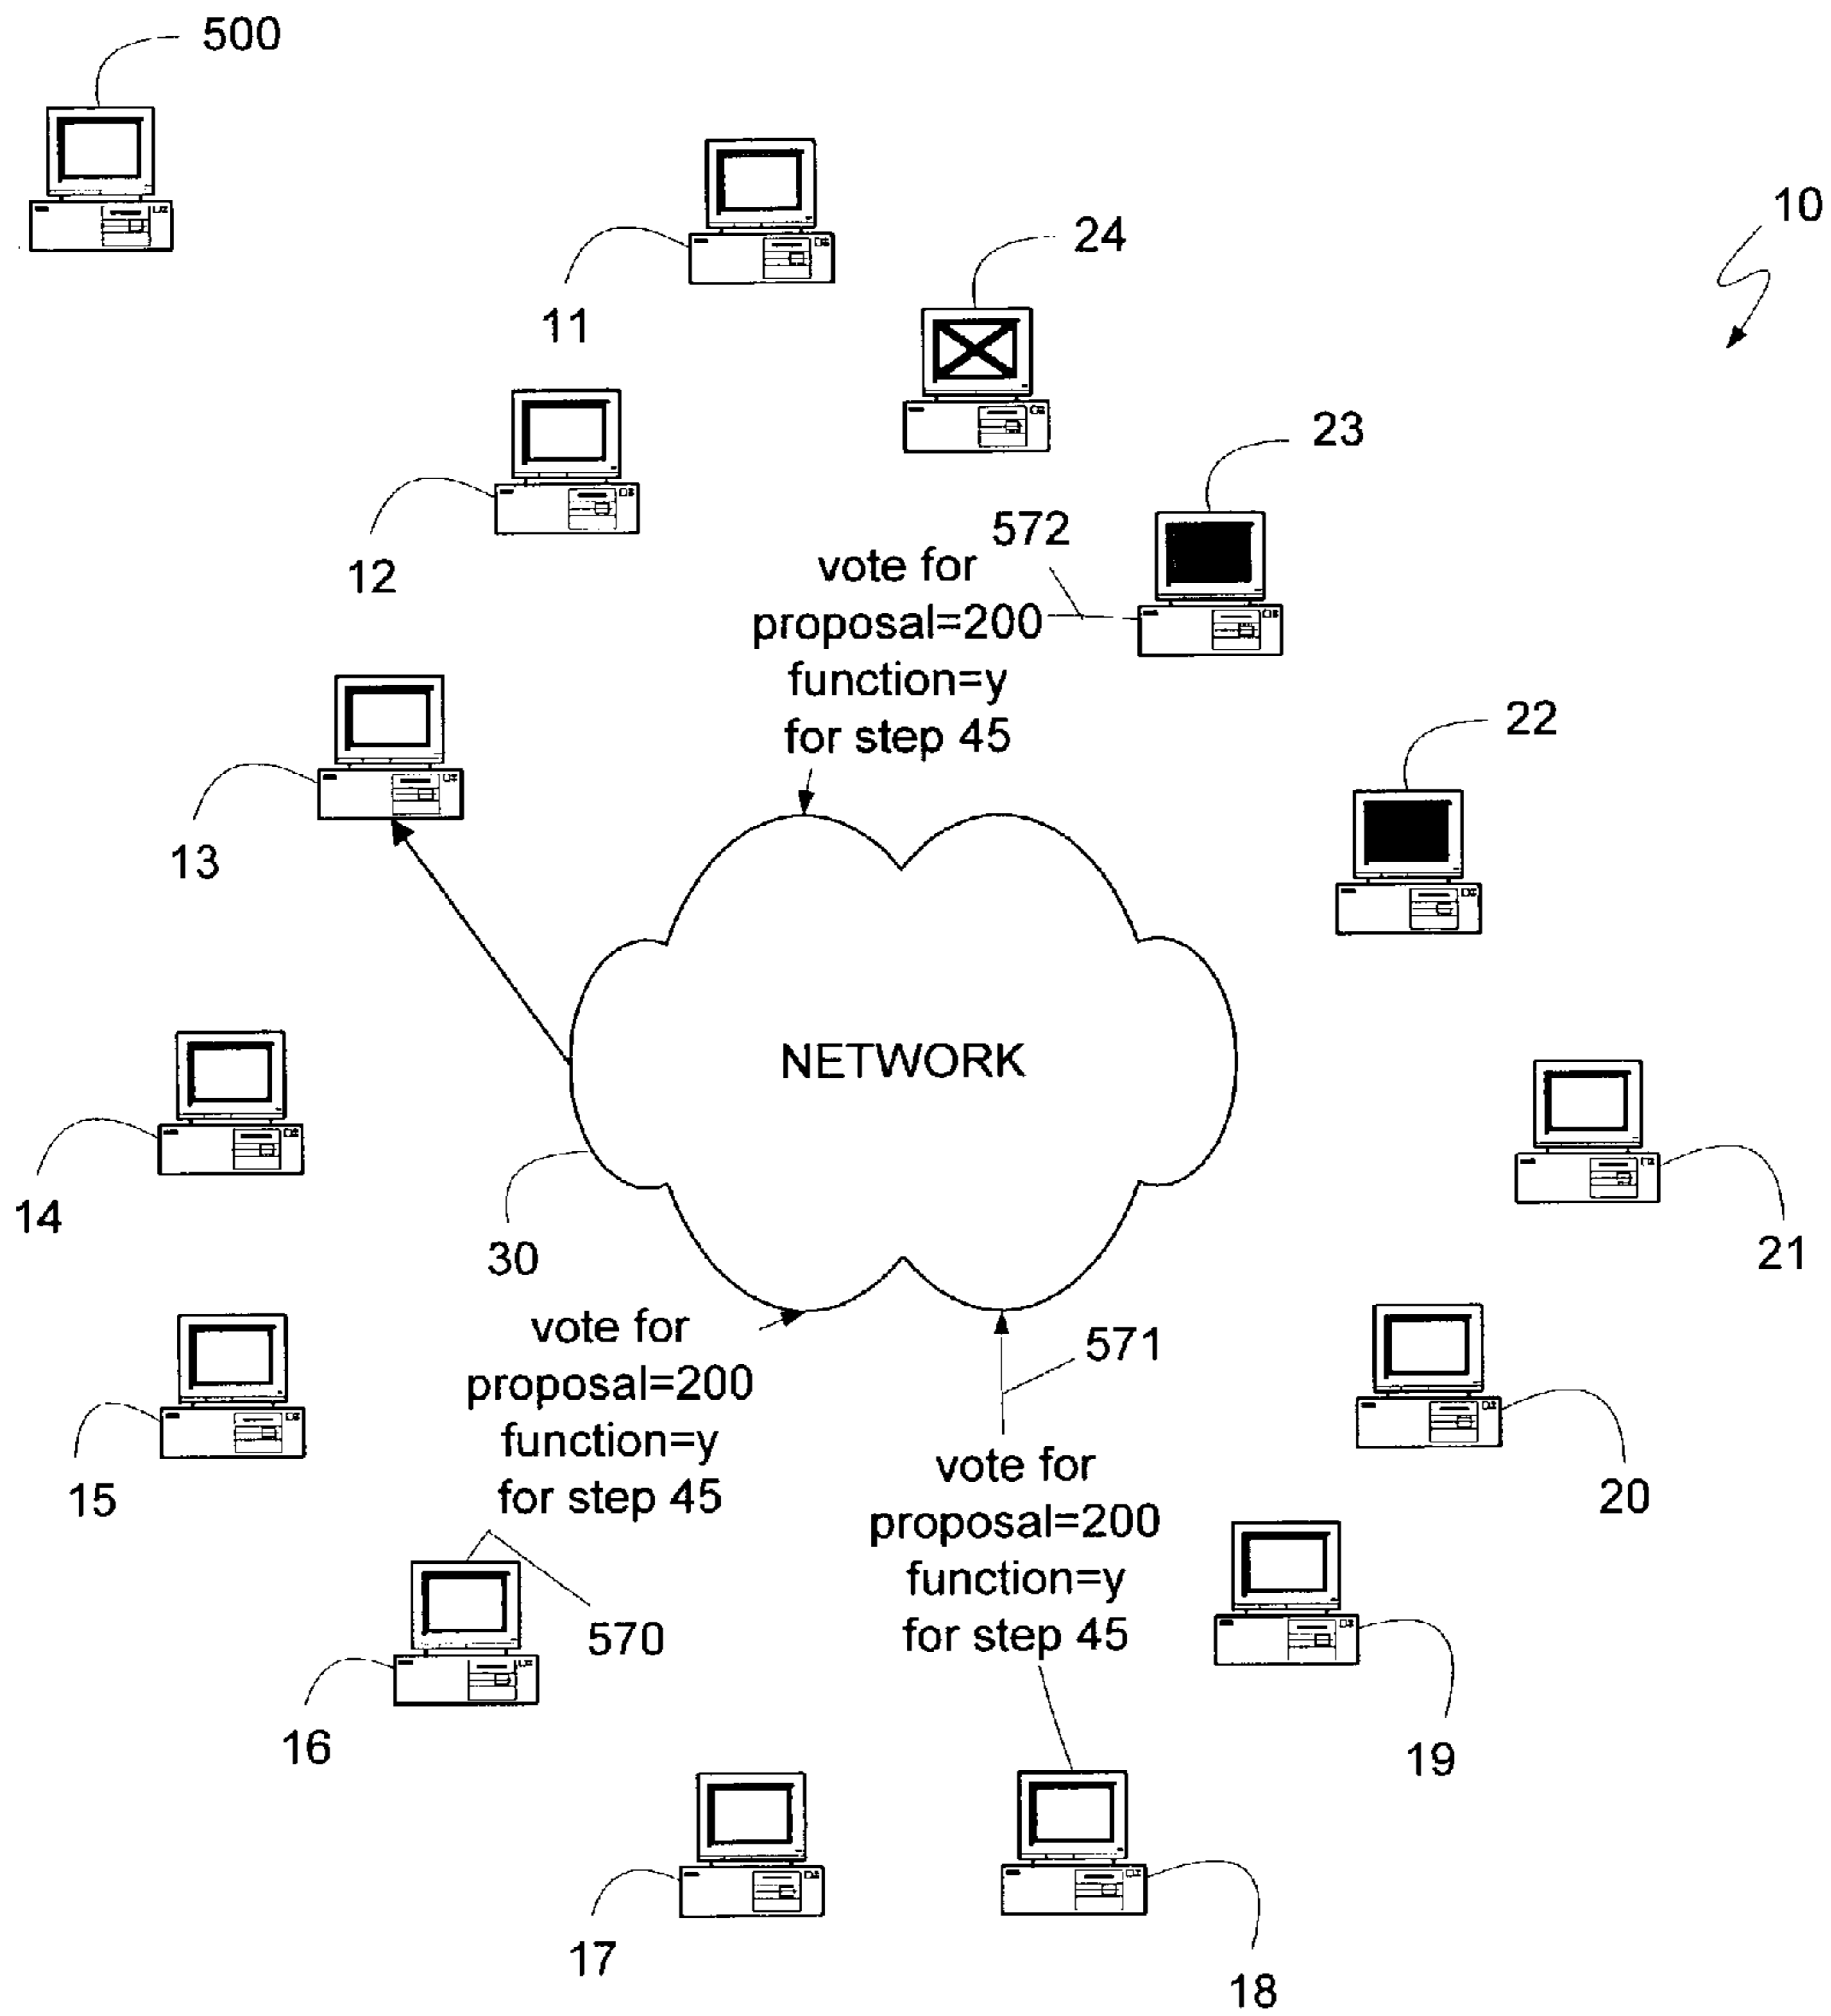 500
10
24
11
23
572
vote for
proposal=200
function=y
for step 45
12
22
13
NETWORK
14
30
21
vote for
proposal=200
function=y
for step 45
571
vote for
proposal=200
function=y
for step 45
15
20
570
16
19
17
18